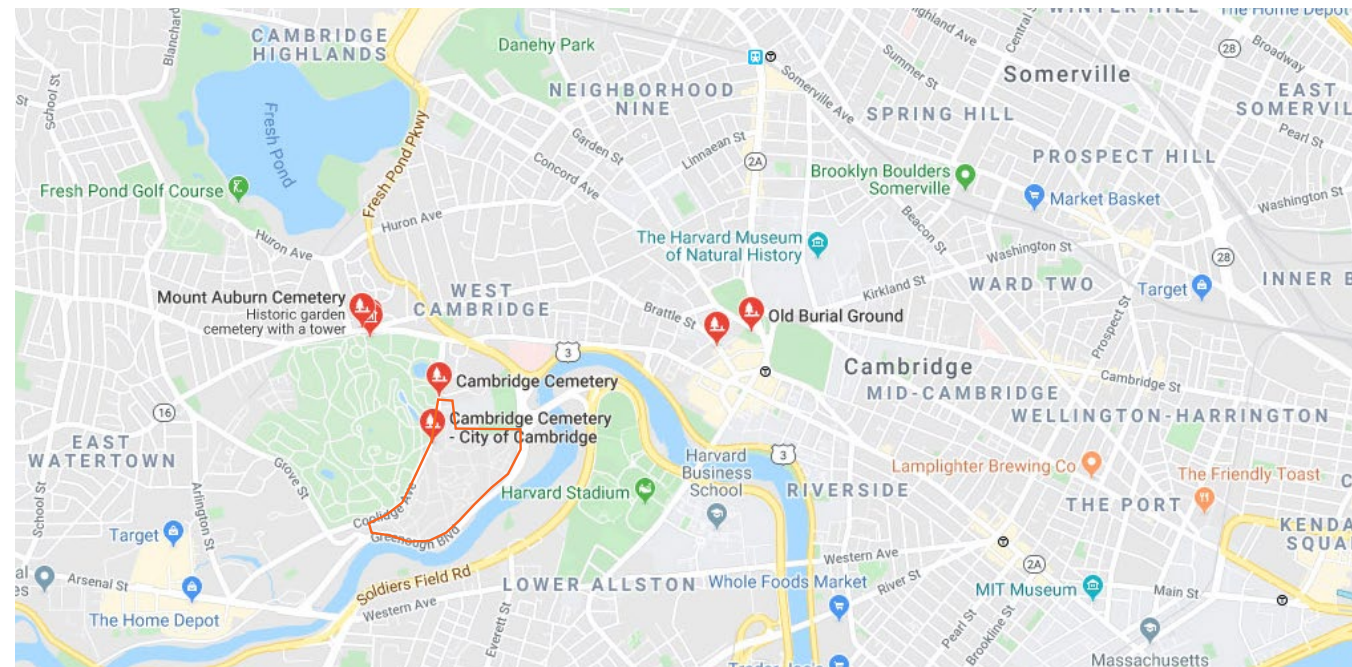 WINTER HILL
The Home Depot
CAMBRIDGE
HIGHLANDS
Blanchard
School St
St
Danehy Park
Highland Ave
Central St
28
Broadway
Somerville
Somerville Ave
Summer St
NEIGHBORHOOD
NINE
SPRING HILL
EAST
SOMERVIL
Pearl St
Fresh Pond
Fresh Pond Pkwy
Garden St
Linnaean St
2A
Concord Ave
PROSPECT HILL
Brooklyn Boulders
Somerville
Market Basket
Washington St
Fresh Pond Golf Course
Huron Ave
Huron Ave
Beacon St
The Harvard Museum
of Natural History
Washington St
28
Kirkland St
WARD TWO
INNER B
Target
Mount Auburn Cemetery
Historic garden
cemetery with a tower
WEST
CAMBRIDGE
Brattle St
Old Burial Ground
Prospect St
3
Cambridge
Cambridge St
MID-CAMBRIDGE
Cambridge Cemetery
Cambridge Cemetery
- City of Cambridge
WELLINGTON-HARRINGTON
16
EAST
WATERTOWN
Grove St
Arlington St
School St
Harvard
Business
School
3
Harvard Stadium
RIVERSIDE
Lamplighter Brewing Co
The Friendly Toast
THE PORT
C
KENDA
SQUA
Coolidge Ave
Greenough Blvd
Target
Soldiers Field Rd
Western Ave
Western Ave
LOWER ALLSTON
Whole Foods Market
River St
2A
MIT Museum
Main St
al
es
Arsenal St
The Home Depot
Everett St
Pearl St
Brookline St
Massachusetts
Trader Joe's